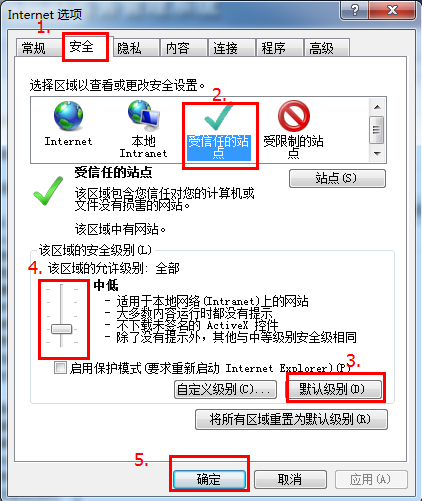 Internet 选项
1.
常规 安全 隐私 内容 连接 程序 高级
选择区域以查看或更改安全设置。
2.
Internet
本地
Intranet
受信任的站
点
受限制的站
点
受信任的站点
站点(S)
该区域包含您信任对您的计算机或
文件没有损害的网站。
该区域中有网站。
该区域的安全级别(L)
4.
该区域的允许级别: 全部
中低
- 适用于本地网络(Intranet)上的网站
- 大多数内容运行时都没有提示
- 不下载未签名的 ActiveX 控件
- 除了没有提示外，其他与中等级别安全级相同
3.
启用保护模式(要求重新启动 Internet Explorer)(P)
自定义级别(C)... 默认级别(D)
将所有区域重置为默认级别(R)
5.
确定 取消 应用(A)